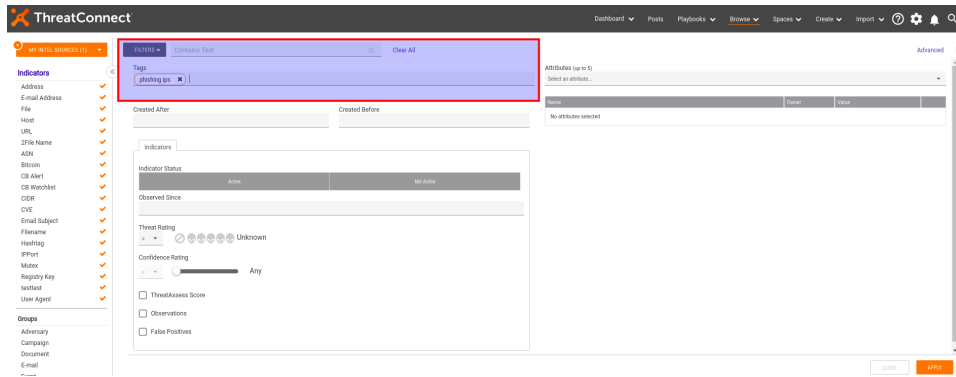 ThreatConnect
Dashboard Posts Playbooks Browse Spaces Create Import
MY INTEL SOURCES (1)
FILTERS Contains Text Clear All Advanced
Indicators
Address
E-mail Address
File
Host
URL
2File Name
ASN
Bitcoin
CB Alert
CB Watchlist
CIDR
CVE
Email Subject
Filename
Hashtag
IPPort
Mutex
Registry Key
testtest
User Agent
Groups
Adversary
Campaign
Document
E-mail
Event
Tags
phishing ips
Created After Created Before
Indicators
Indicator Status
Active Not Active
Observed Since
Threat Rating
Unknown
Confidence Rating
Any
ThreatAssess Score
Observations
False Positives
Attributes (up to 5)
Select an attribute...
Name Owner Value
No attributes selected
CLOSE APPLY